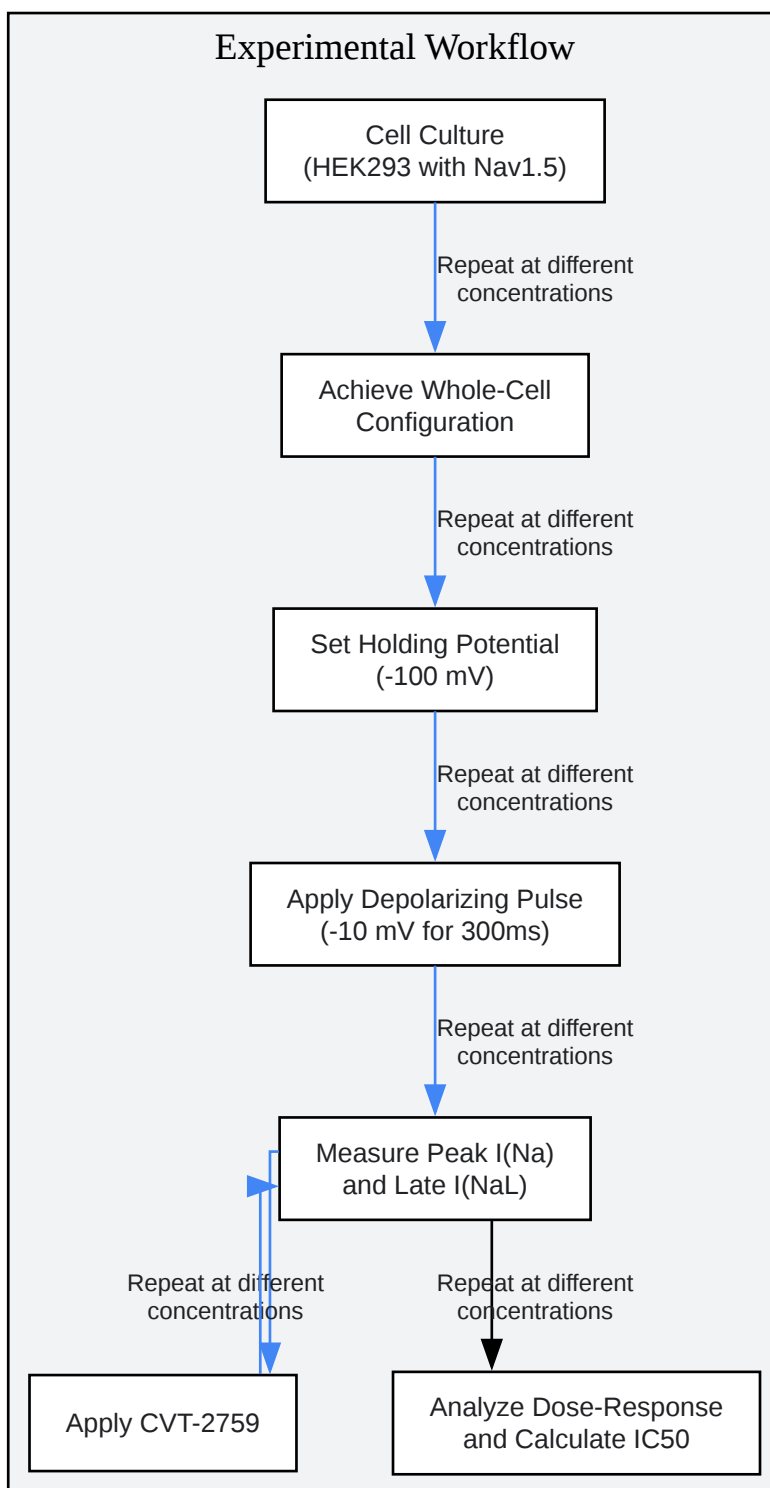 Experimental Workflow
Cell Culture
(HEK293 with Nav1.5)
Repeat at different
concentrations
Achieve Whole-Cell
Configuration
Repeat at different
concentrations
Set Holding Potential
(-100 mV)
Repeat at different
concentrations
Apply Depolarizing Pulse
(-10 mV for 300ms)
Repeat at different
concentrations
Measure Peak I(Na)
and Late I(NaL)
Repeat at different
concentrations
Repeat at different
concentrations
Apply CVT-2759
Analyze Dose-Response
and Calculate IC50